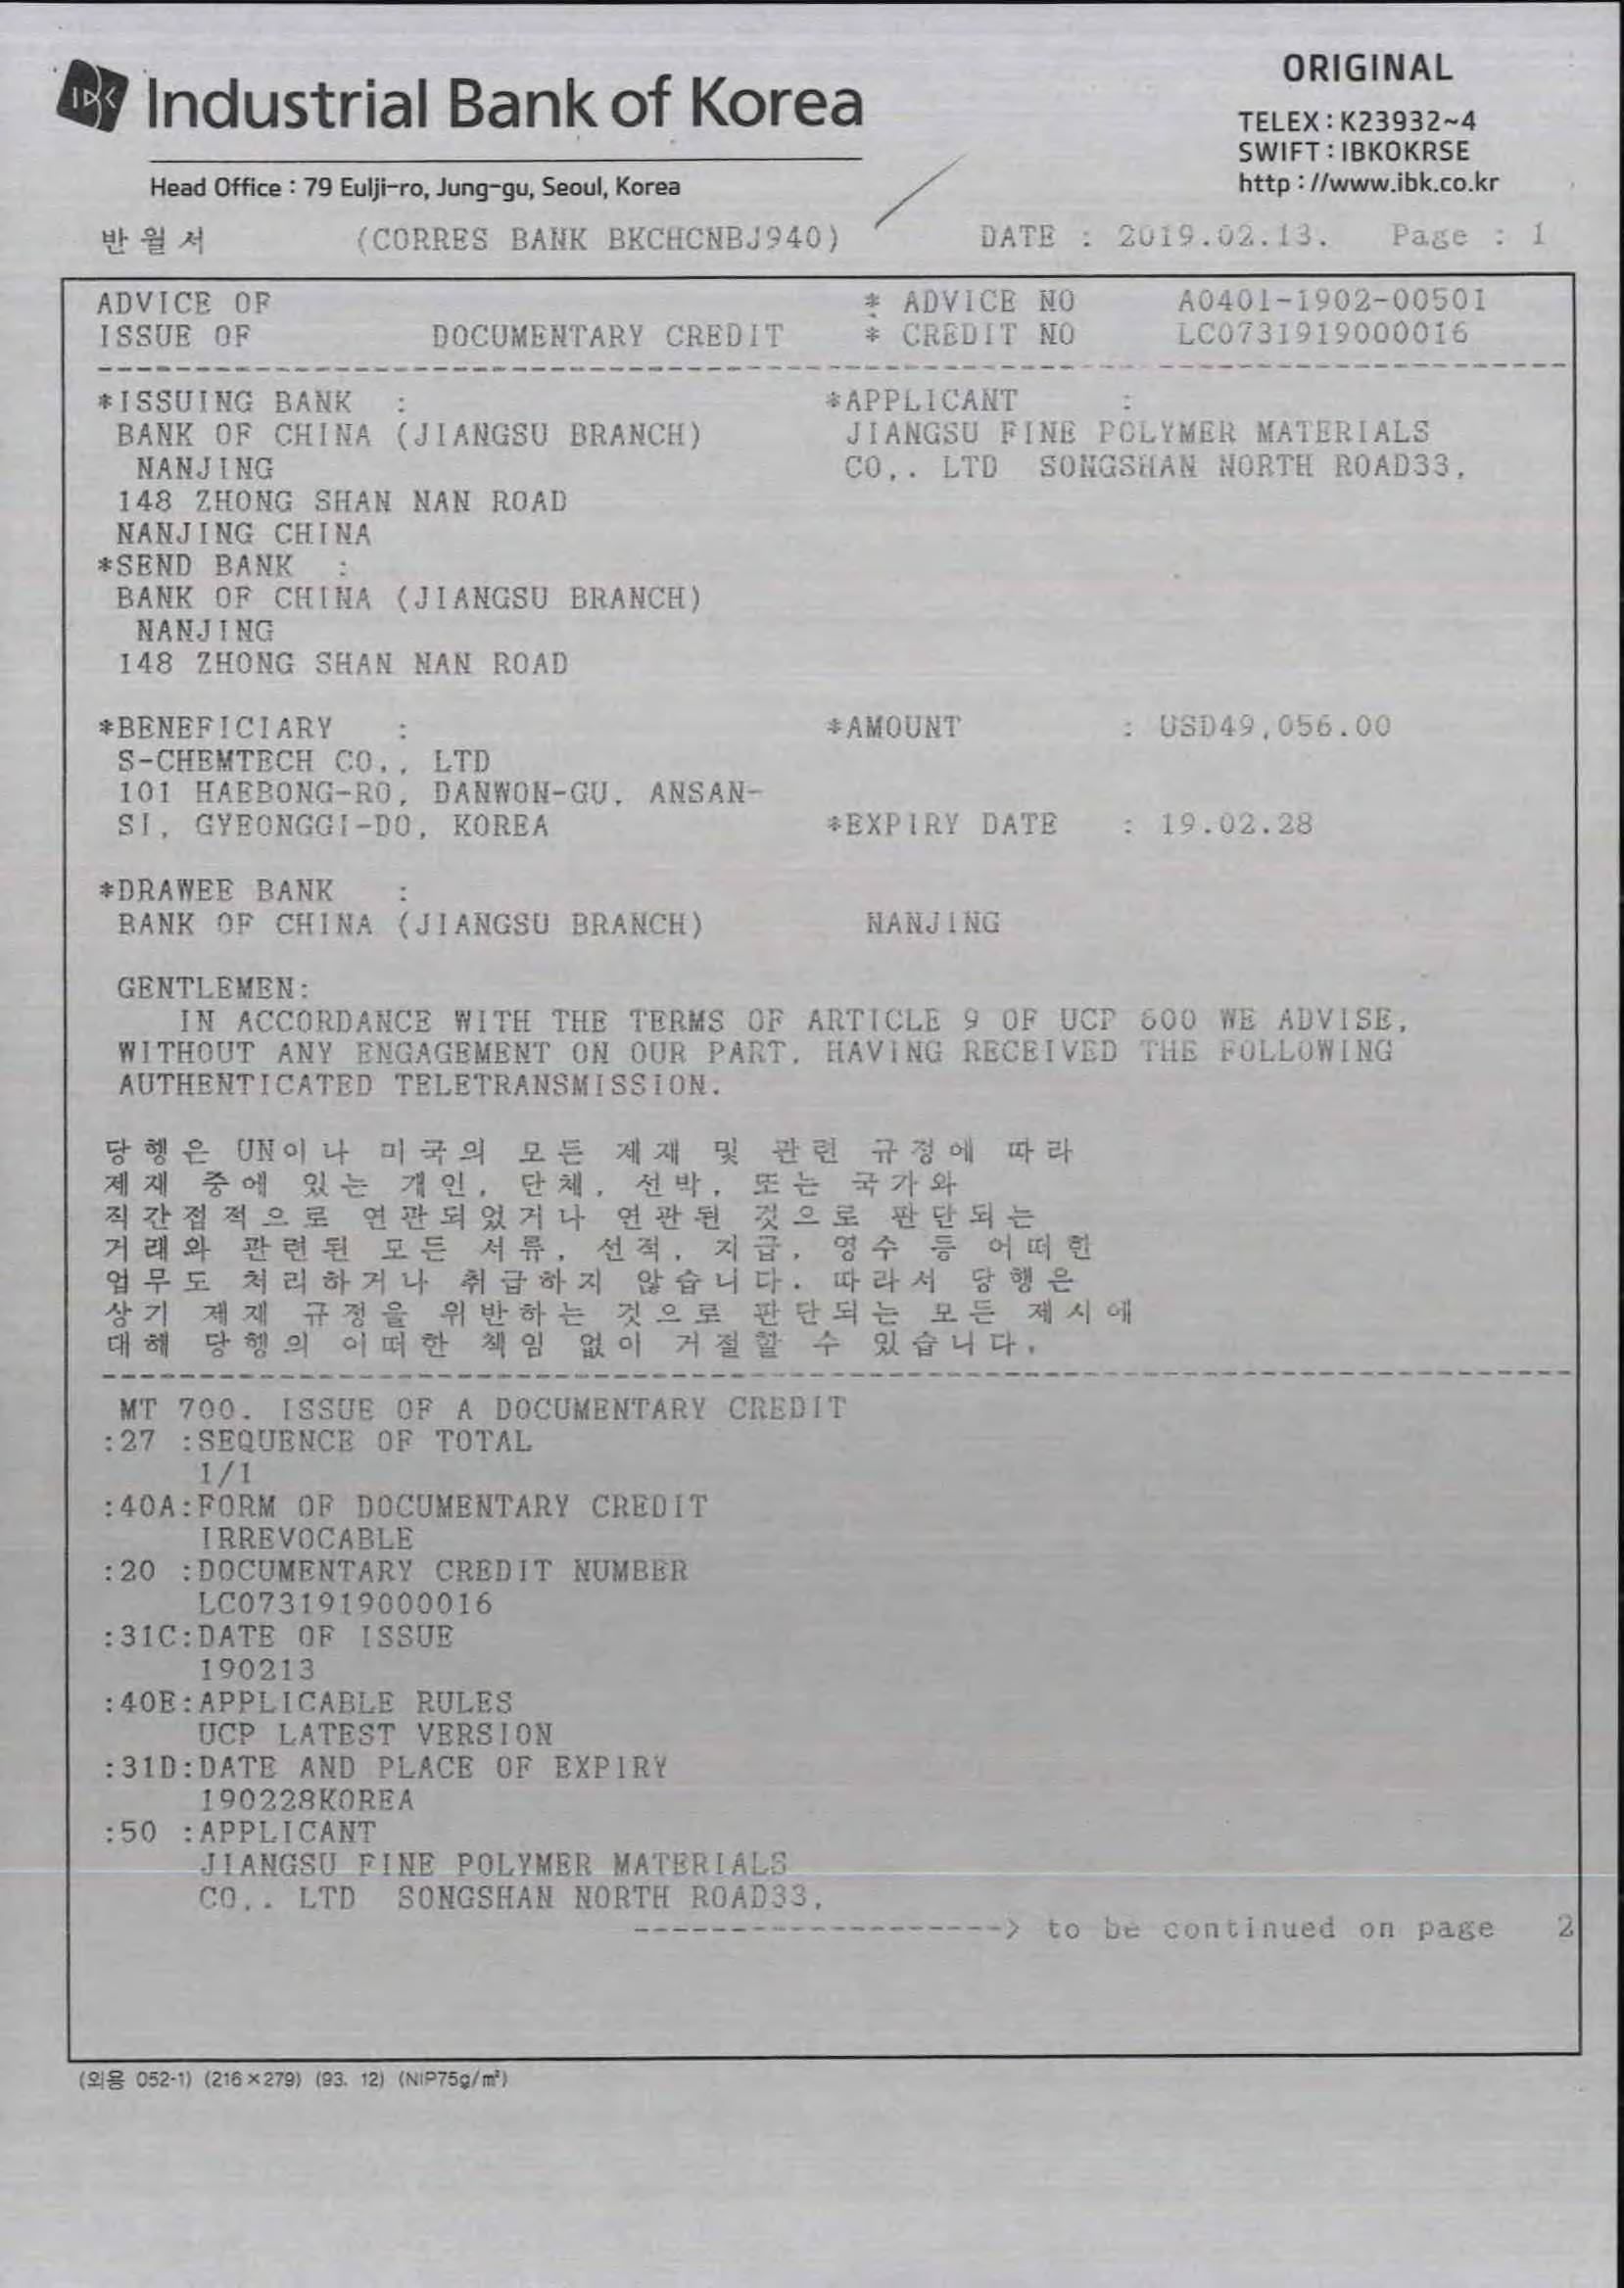 IBK Industrial Bank of Korea
ORIGINAL
TELEX : K23932~4
SWIFT : IBKOKRSE
http : //www.ibk.co.kr
Head Office : 79 Eulji-ro, Jung-gu, Seoul, Korea
반월서 (CORRES BANK BKCHCNBJ940) DATE : 2019.02.13. Page : 1
ADVICE OF * ADVICE NO A0401-1902-00501
ISSUE OF DOCUMENTARY CREDIT * CREDIT NO LC0731919000016
*ISSUING BANK : *APPLICANT :
BANK OF CHINA (JIANGSU BRANCH) JIANGSU FINE POLYMER MATERIALS
NANJING CO,. LTD SONGSHAN NORTH ROAD33,
148 ZHONG SHAN NAN ROAD
NANJING CHINA
*SEND BANK :
BANK OF CHINA (JIANGSU BRANCH)
NANJING
148 ZHONG SHAN NAN ROAD
*BENEFICIARY : *AMOUNT : USD49,056.00
S-CHEMTECH CO,. LTD
101 HAEBONG-RO, DANWON-GU, ANSAN-
SI, GYEONGGI-DO, KOREA *EXPIRY DATE : 19.02.28
*DRAWEE BANK :
BANK OF CHINA (JIANGSU BRANCH) NANJING
GENTLEMEN:
IN ACCORDANCE WITH THE TERMS OF ARTICLE 9 OF UCP 600 WE ADVISE,
WITHOUT ANY ENGAGEMENT ON OUR PART, HAVING RECEIVED THE FOLLOWING
AUTHENTICATED TELETRANSMISSION.
당행은 UN이나 미국의 모든 제재 및 관련 규정에 따라
제재 중에 있는 개인, 단체, 선박, 또는 국가와
직간접적으로 연관되었거나 연관된 것으로 판단되는
거래와 관련된 모든 서류, 선적, 지급, 영수 등 어떠한
업무도 처리하거나 취급하지 않습니다. 따라서 당행은
상기 제재 규정을 위반하는 것으로 판단되는 모든 제시에
대해 당행의 어떠한 책임 없이 거절할 수 있습니다.
MT 700. ISSUE OF A DOCUMENTARY CREDIT
:27 :SEQUENCE OF TOTAL
1/1
:40A:FORM OF DOCUMENTARY CREDIT
IRREVOCABLE
:20 :DOCUMENTARY CREDIT NUMBER
LC0731919000016
:31C:DATE OF ISSUE
190213
:40E:APPLICABLE RULES
UCP LATEST VERSION
:31D:DATE AND PLACE OF EXPIRY
190228KOREA
:50 :APPLICANT
JIANGSU FINE POLYMER MATERIALS
CO,. LTD SONGSHAN NORTH ROAD33,
-------------------> to be continued on page 2
(외용 052-1) (216×279) (93. 12) (NIP75g/㎡)